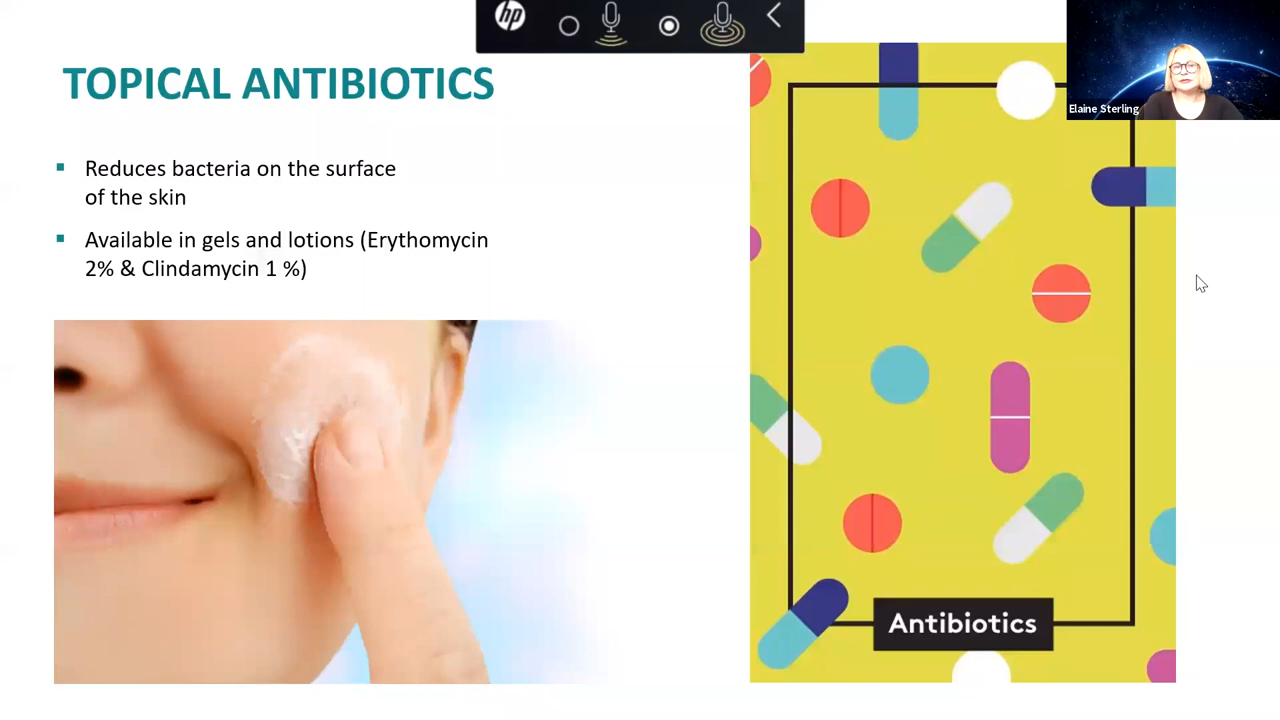 hp
TOPICAL ANTIBIOTICS
Elaine Sterling
Reduces bacteria on the surface
of the skin
Available in gels and lotions (Erythomycin
2% & Clindamycin 1 %)
Antibiotics